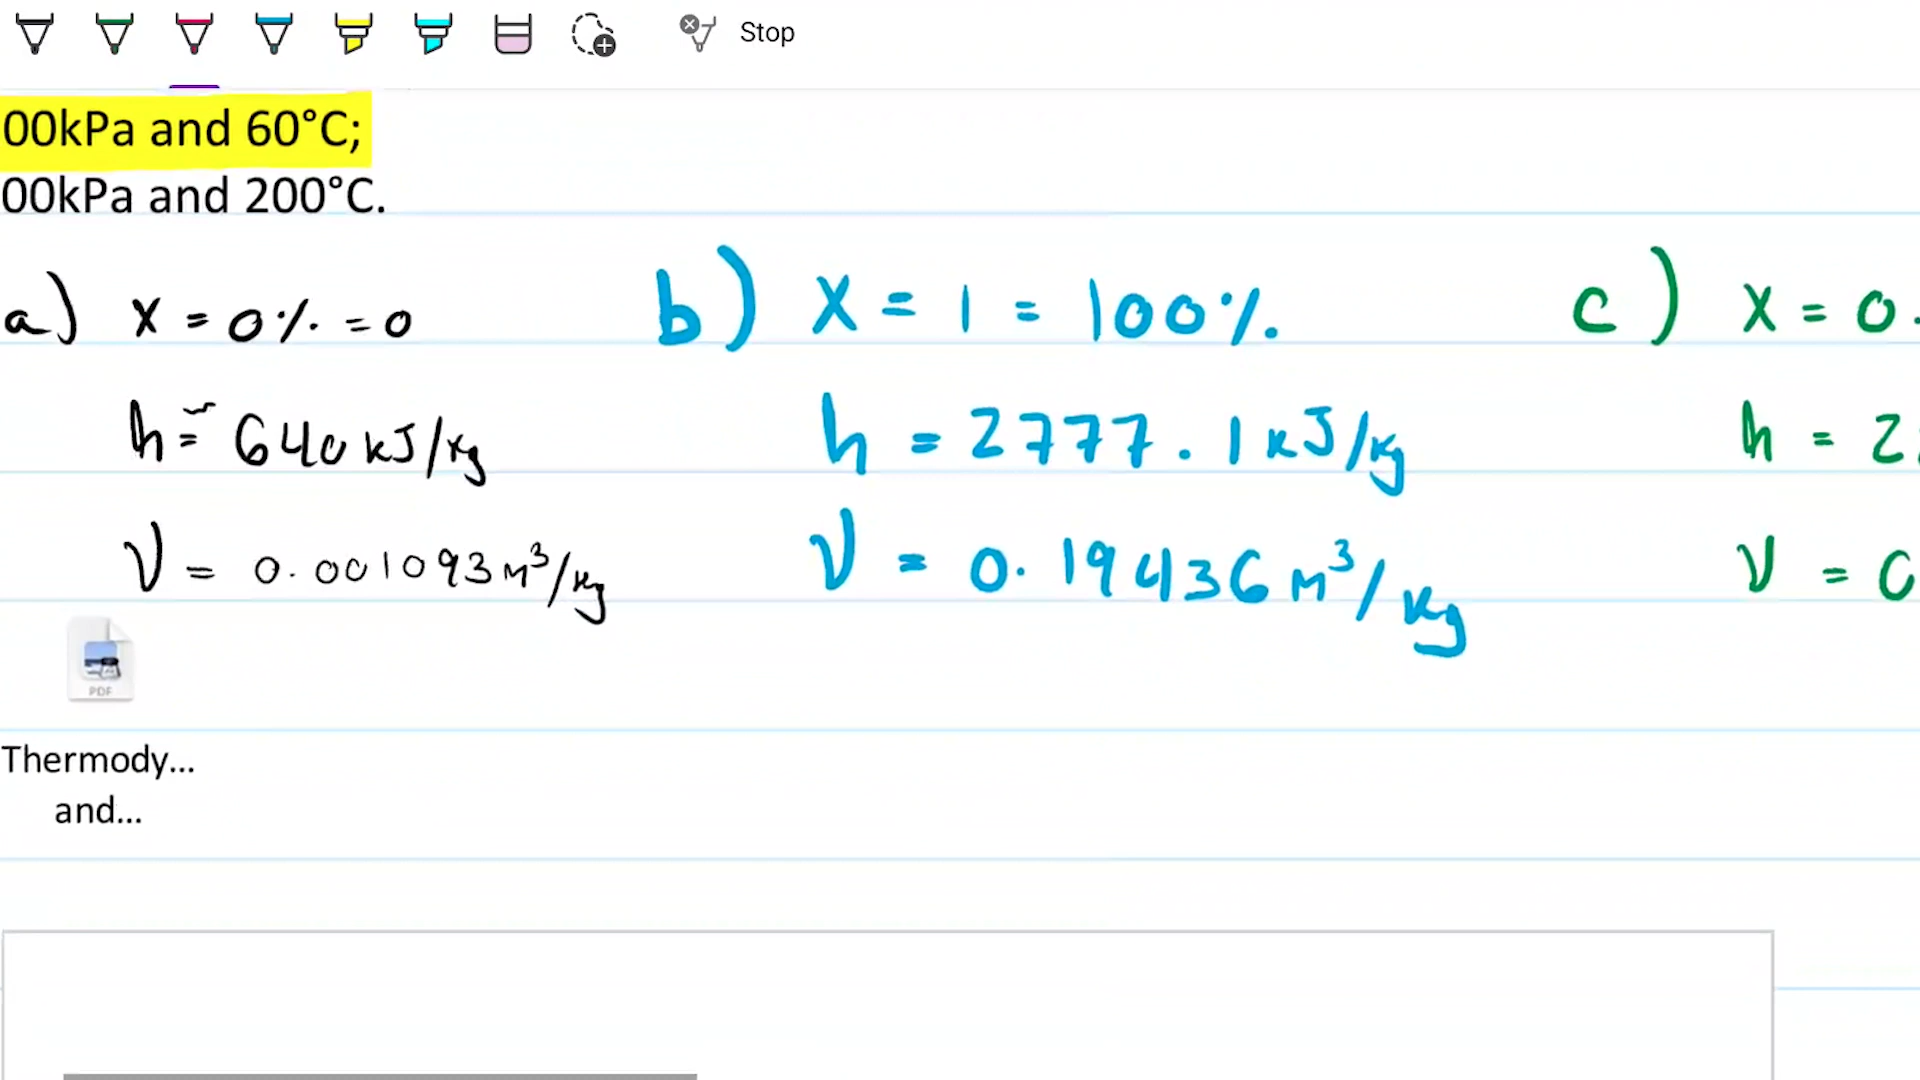 Stop
00kPa and 60°C;
00kPa and 200°C.
a) x = 0% = 0
h ≃ 640 kJ/kg
ν = 0.001093 m³/kg
b) x = 1 = 100%
h = 2777.1 kJ/kg
ν = 0.19436 m³/kg
c) x = 0.
h = 2
ν = 0
PDF
Thermody...
and...